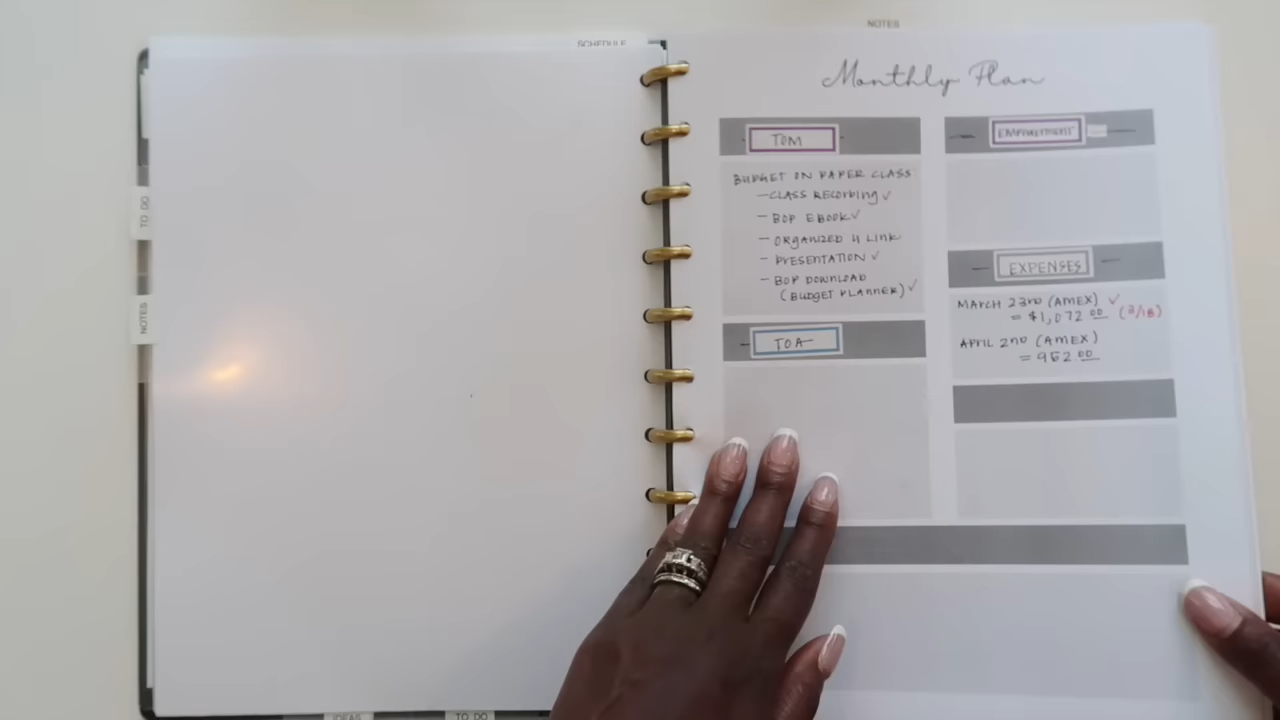 NOTES
SCHEDULE
Monthly Plan
TOM
BUDGET ON PAPER CLASS
- CLASS RECORDING ✓
- BOP EBOOK ✓
- ORGANIZED 4 LINK
- PRESENTATION ✓
- BOP DOWNLOAD
(BUDGET PLANNER) ✓
TOA
EMPOWERMENT
EXPENSES
MARCH 23rd (AMEX) ✓
= $1,072.00 (3/18)
APRIL 2nd (AMEX)
= 962.00
TO DO
NOTES
IDEAS
TO DO